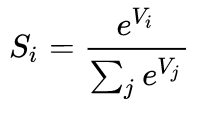 S_i = \frac{e^{V_i}}{\sum_j e^{V_j}}